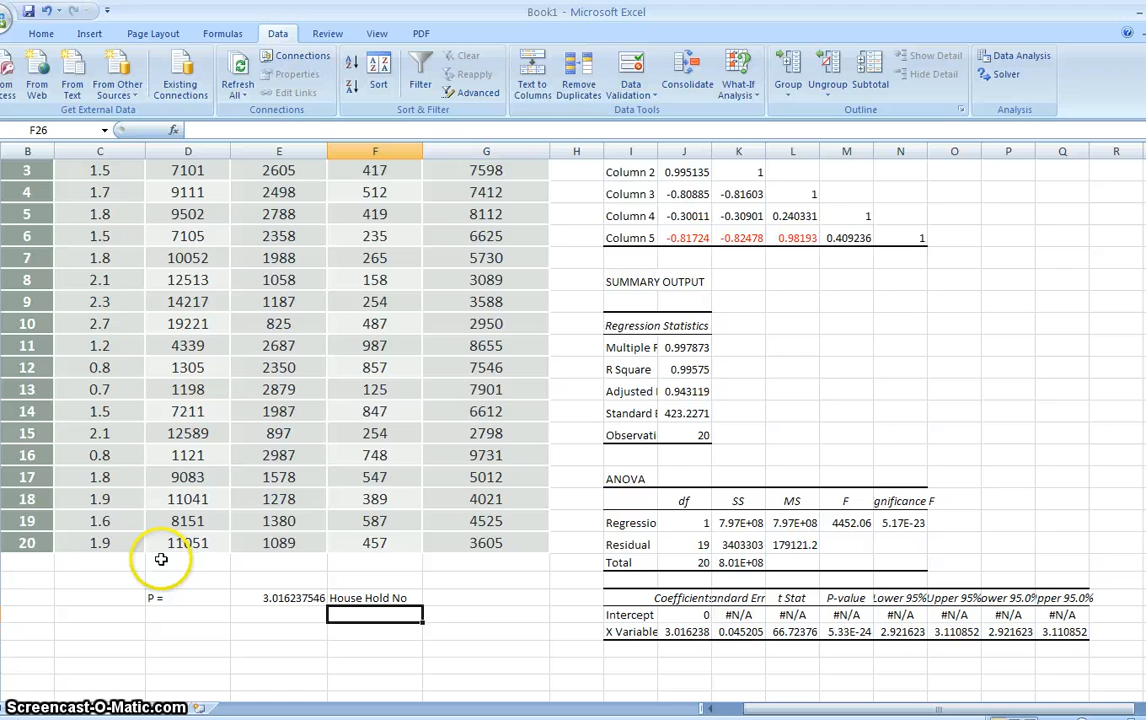 Book1 - Microsoft Excel
Home Insert Page Layout Formulas Data Review View PDF
Connections Clear Show Detail Data Analysis
Properties Reapply Hide Detail Solver
Edit Links Advanced
From Web From Text From Other Sources Existing Connections Refresh All Sort Filter Text to Columns Remove Duplicates Data Validation Consolidate What-If Analysis Group Ungroup Subtotal
Get External Data Connections Sort & Filter Data Tools Outline Analysis
F26 fx
B C D E F G H I J K L M N O P Q R
3 1.5 7101 2605 417 7598 Column 2 0.995135 1
4 1.7 9111 2498 512 7412 Column 3 -0.80885 -0.81603 1
5 1.8 9502 2788 419 8112 Column 4 -0.30011 -0.30901 0.240331 1
6 1.5 7105 2358 235 6625 Column 5 -0.81724 -0.82478 0.98193 0.409236 1
7 1.8 10052 1988 265 5730
8 2.1 12513 1058 158 3089 SUMMARY OUTPUT
9 2.3 14217 1187 254 3588
10 2.7 19221 825 487 2950 Regression Statistics
11 1.2 4339 2687 987 8655 Multiple F 0.997873
12 0.8 1305 2350 857 7546 R Square 0.99575
13 0.7 1198 2879 125 7901 Adjusted 0.943119
14 1.5 7211 1987 847 6612 Standard E 423.2271
15 2.1 12589 897 254 2798 Observati 20
16 0.8 1121 2987 748 9731
17 1.8 9083 1578 547 5012 ANOVA
18 1.9 11041 1278 389 4021 df SS MS F gnificance F
19 1.6 8151 1380 587 4525 Regressio 1 7.97E+08 7.97E+08 4452.06 5.17E-23
20 1.9 11051 1089 457 3605 Residual 19 3403303 179121.2
Total 20 8.01E+08
P = 3.016237546 House Hold No Coefficients andard Err t Stat P-value Lower 95% Upper 95% ower 95.0% pper 95.0%
Intercept 0 #N/A #N/A #N/A #N/A #N/A #N/A #N/A
X Variable 3.016238 0.045205 66.72376 5.33E-24 2.921623 3.110852 2.921623 3.110852
Screencast-O-Matic.com